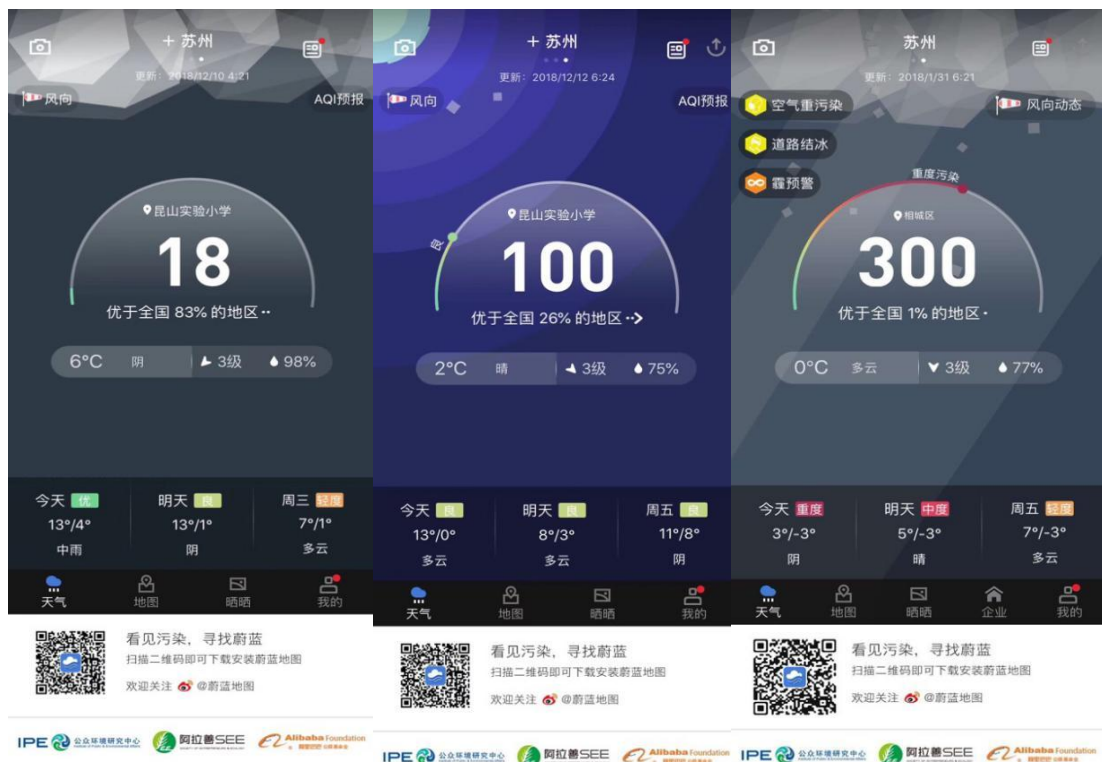 + 苏州
更新：2018/12/10 4:21
风向
AQI预报
昆山实验小学
18
优于全国 83% 的地区
6°C 阴 3级 98%
今天 优 明天 良 周三 轻度
13°/4° 13°/1° 7°/1°
中雨 阴 多云
天气 地图 晒晒 我的
看见污染，寻找蔚蓝
扫描二维码即可下载安装蔚蓝地图
欢迎关注 @蔚蓝地图
IPE 公众环境研究中心 阿拉善SEE Alibaba Foundation
+ 苏州
更新：2018/12/12 6:24
风向
AQI预报
良
昆山实验小学
100
优于全国 26% 的地区
2°C 晴 3级 75%
今天 良 明天 良 周五 良
13°/0° 8°/3° 11°/8°
多云 多云 阴
天气 地图 晒晒 我的
看见污染，寻找蔚蓝
扫描二维码即可下载安装蔚蓝地图
欢迎关注 @蔚蓝地图
IPE 公众环境研究中心 阿拉善SEE Alibaba Foundation
苏州
更新：2018/1/31 6:21
空气重污染
风向动态
道路结冰
霾预警
重度污染
相城区
300
优于全国 1% 的地区
0°C 多云 3级 77%
今天 重度 明天 中度 周五 轻度
3°/-3° 5°/-3° 7°/-3°
阴 晴 多云
天气 地图 晒晒 企业 我的
看见污染，寻找蔚蓝
扫描二维码即可下载安装蔚蓝地图
欢迎关注 @蔚蓝地图
IPE 公众环境研究中心 阿拉善SEE Alibaba Foundation